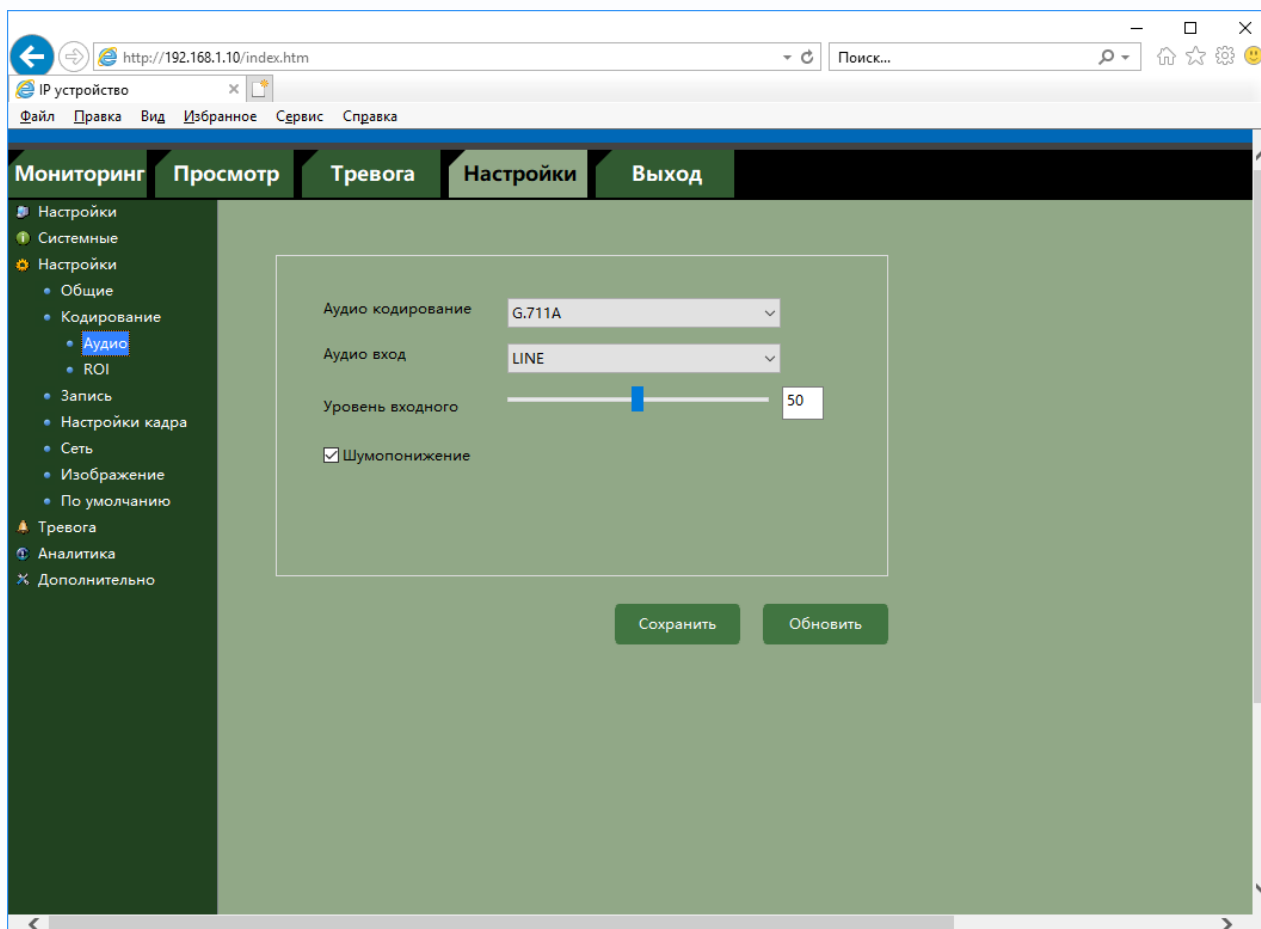 http://192.168.1.10/index.htm
Поиск...
IP устройство
Файл Правка Вид Избранное Сервис Справка
Мониторинг Просмотр Тревога Настройки Выход
Настройки
Системные
Настройки
Общие
Кодирование
Аудио
ROI
Запись
Настройки кадра
Сеть
Изображение
По умолчанию
Тревога
Аналитика
Дополнительно
Аудио кодирование G.711A
Аудио вход LINE
Уровень входного 50
Шумопонижение
Сохранить Обновить